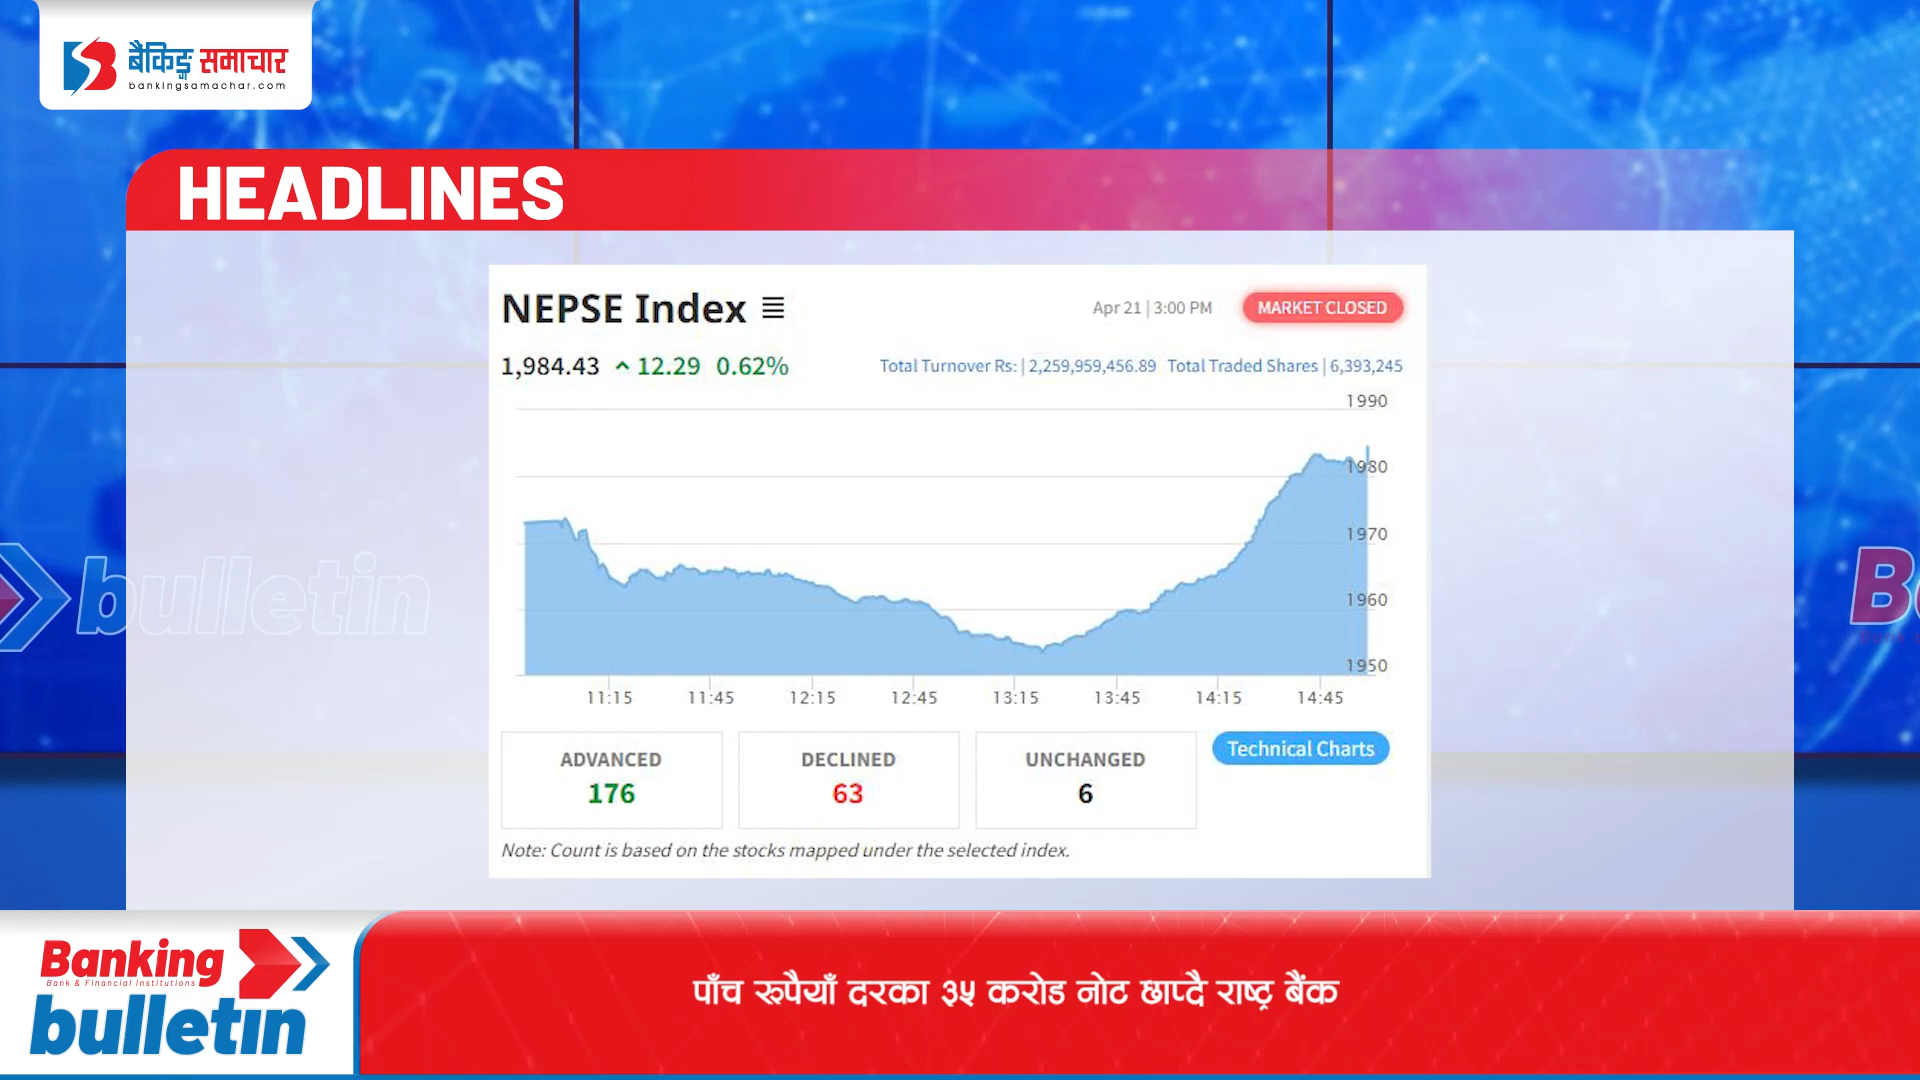 बैंकिङ्ग समाचार
bankingsamachar.com
HEADLINES
NEPSE Index
Apr 21 | 3:00 PM
MARKET CLOSED
1,984.43 12.29 0.62%
Total Turnover Rs: | 2,259,959,456.89 Total Traded Shares | 6,393,245
1990
1980
1970
1960
1950
11:15 11:45 12:15 12:45 13:15 13:45 14:15 14:45
ADVANCED
176
DECLINED
63
UNCHANGED
6
Technical Charts
Note: Count is based on the stocks mapped under the selected index.
bulletin
Banking
Bank & Financial Institutions
bulletin
पाँच रूपैयाँ दरका ३५ करोड नोट छाप्दै राष्ट्र बैंक